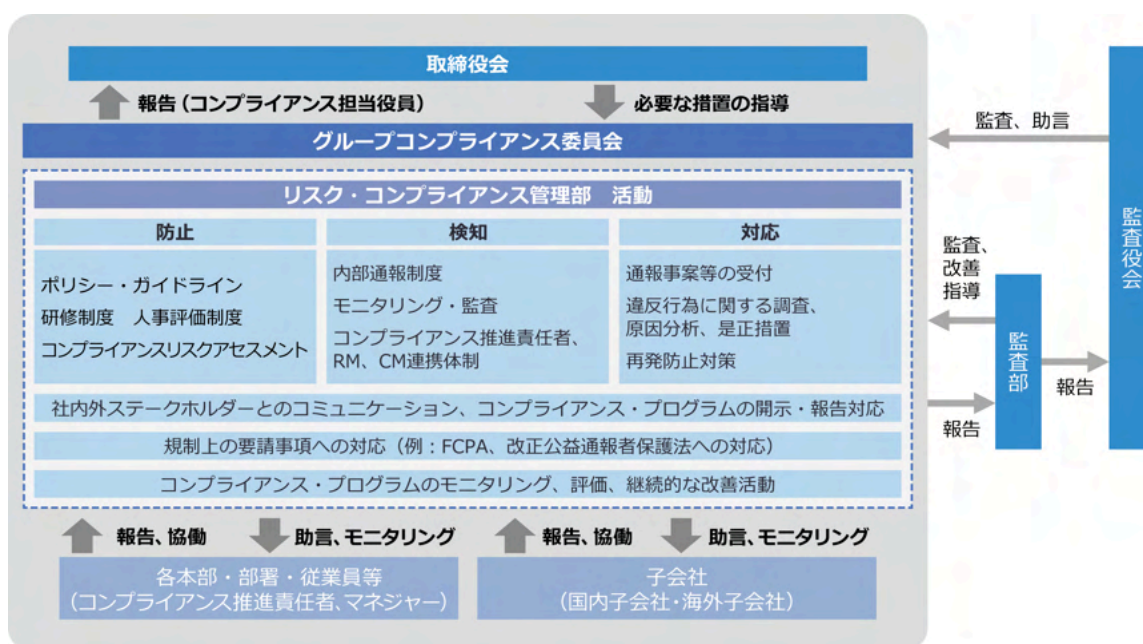 取締役会
報告（コンプライアンス担当役員）
必要な措置の指導
グループコンプライアンス委員会
リスク・コンプライアンス管理部　活動
防止
ポリシー・ガイドライン
研修制度　人事評価制度
コンプライアンスリスクアセスメント
検知
内部通報制度
モニタリング・監査
コンプライアンス推進責任者、
RM、CM連携体制
対応
通報事案等の受付
違反行為に関する調査、
原因分析、是正措置
再発防止対策
社内外ステークホルダーとのコミュニケーション、コンプライアンス・プログラムの開示・報告対応
規制上の要請事項への対応（例：FCPA、改正公益通報者保護法への対応）
コンプライアンス・プログラムのモニタリング、評価、継続的な改善活動
報告、協働
助言、モニタリング
報告、協働
助言、モニタリング
各本部・部署・従業員等
（コンプライアンス推進責任者、マネジャー）
子会社
（国内子会社・海外子会社）
監査、助言
監査、
改善
指導
報告
監査部
報告
監査役会